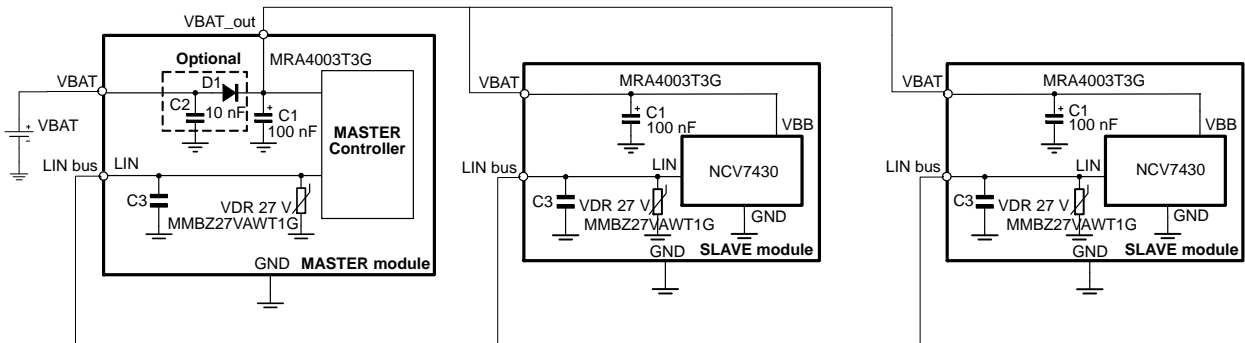 VBAT_out
Optional
MRA4003T3G
D1
VBAT
C2
10 nF
+
C1
100 nF
VBAT
+
-
MASTER
Controller
LIN bus
LIN
C3
VDR 27 V
MMBZ27VAWT1G
GND
MASTER module
VBAT
MRA4003T3G
+
C1
100 nF
VBB
LIN bus
LIN
NCV7430
C3
VDR 27 V
MMBZ27VAWT1G
GND
GND
SLAVE module
VBAT
MRA4003T3G
+
C1
100 nF
VBB
LIN bus
LIN
NCV7430
C3
VDR 27 V
MMBZ27VAWT1G
GND
GND
SLAVE module